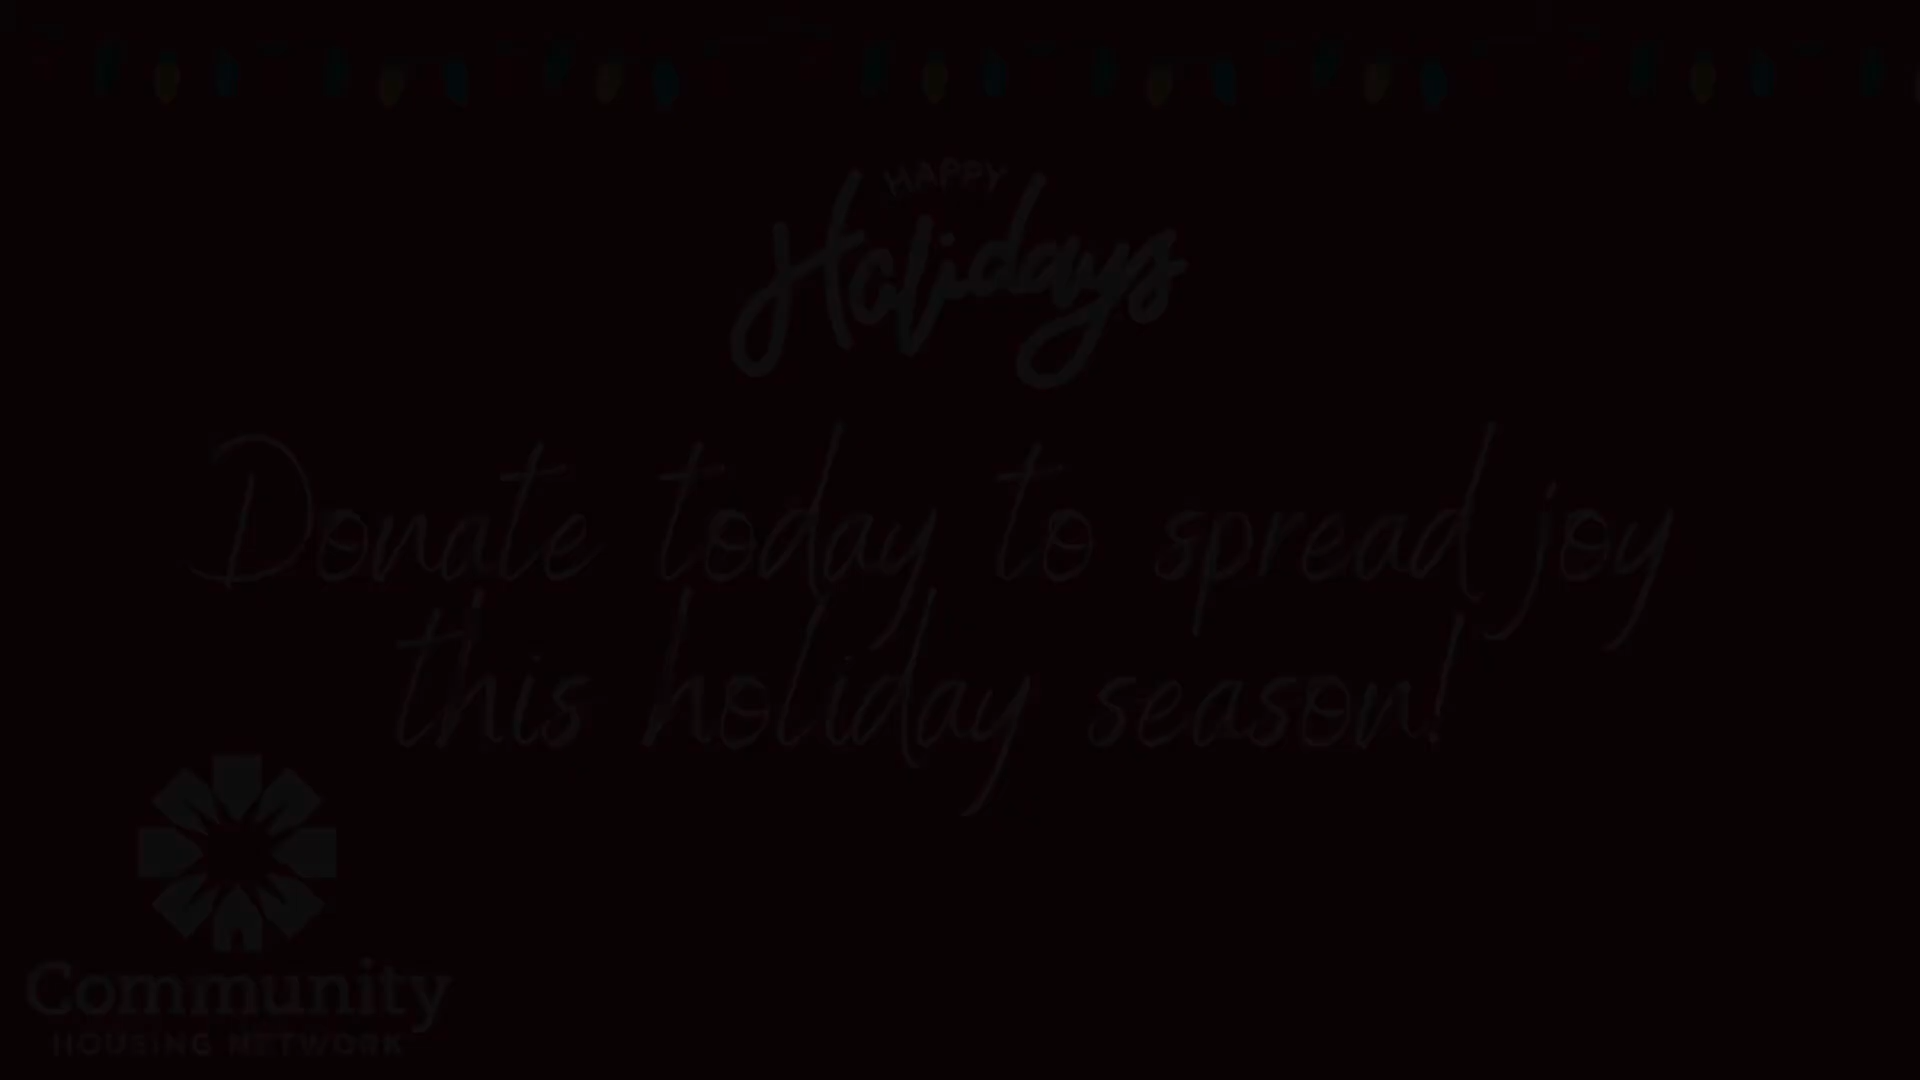 HAPPY
Holidays
Donate today to spread joy
this holiday season!
Community
HOUSING NETWORK